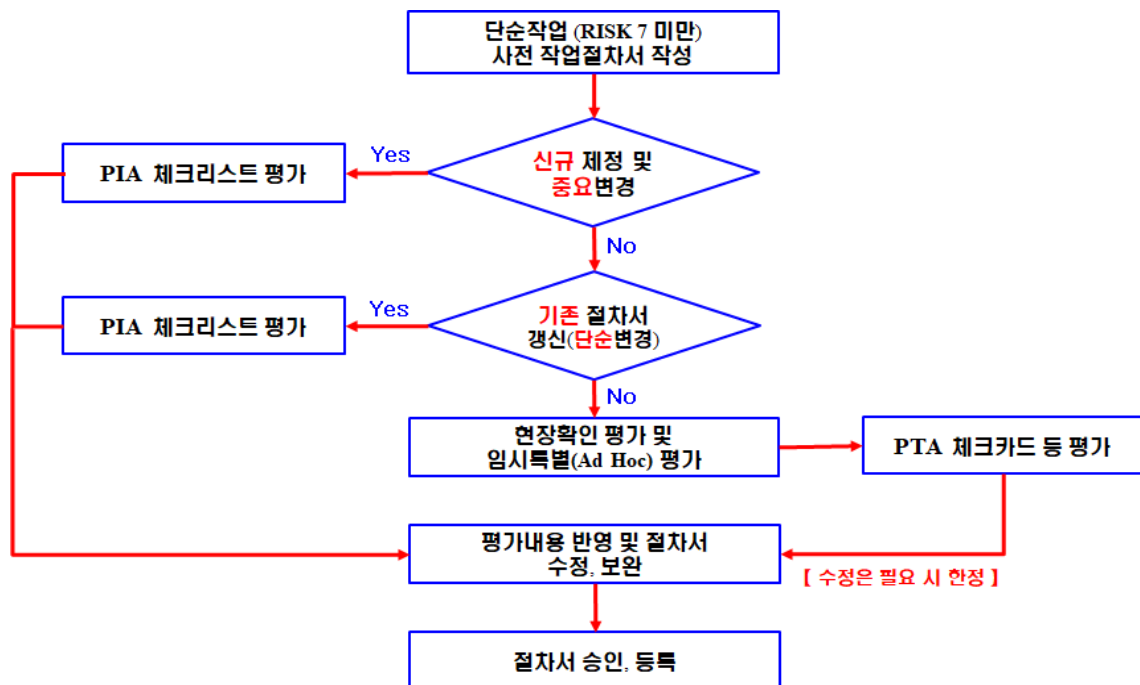 단순작업 (RISK 7 미만)
사전 작업절차서 작성
신규 제정 및
중요변경
Yes
PIA 체크리스트 평가
No
기존 절차서
갱신(단순변경)
Yes
PIA 체크리스트 평가
No
현장확인 평가 및
임시특별(Ad Hoc) 평가
PTA 체크카드 등 평가
평가내용 반영 및 절차서
수정, 보완
[ 수정은 필요 시 한정 ]
절차서 승인, 등록